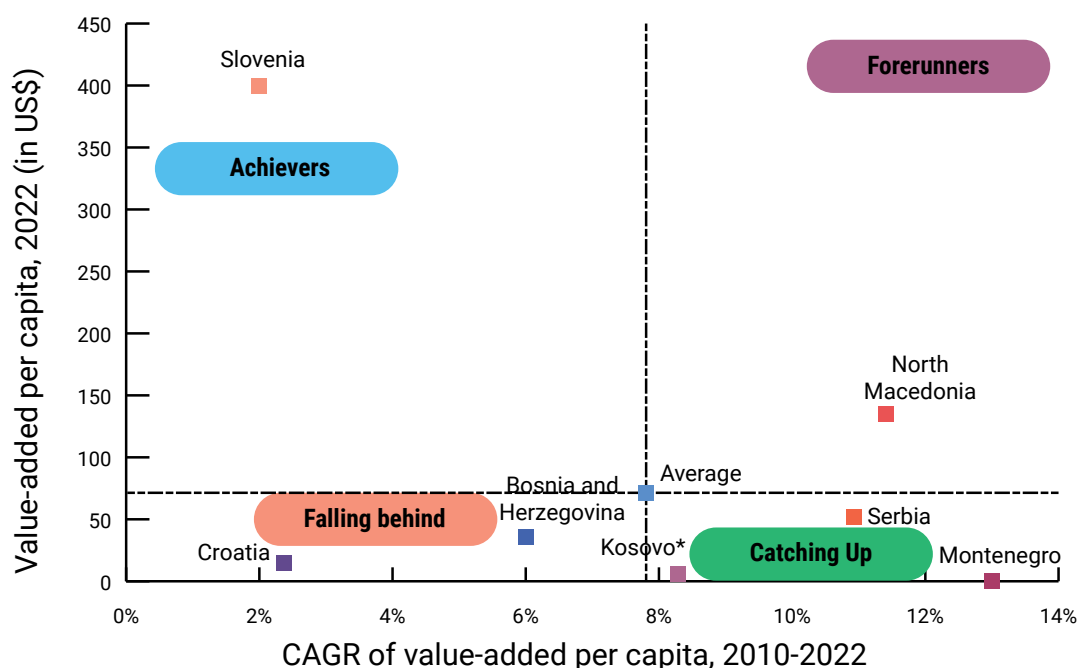 Value-added per capita, 2022 (in US$)
450
400
350
300
250
200
150
100
50
0
Slovenia
Forerunners
Achievers
North
Macedonia
Average
Bosnia and
Herzegovina
Falling behind
Serbia
Croatia
Kosovo*
Catching Up
Montenegro
0%
2%
4%
6%
8%
10%
12%
14%
CAGR of value-added per capita, 2010-2022